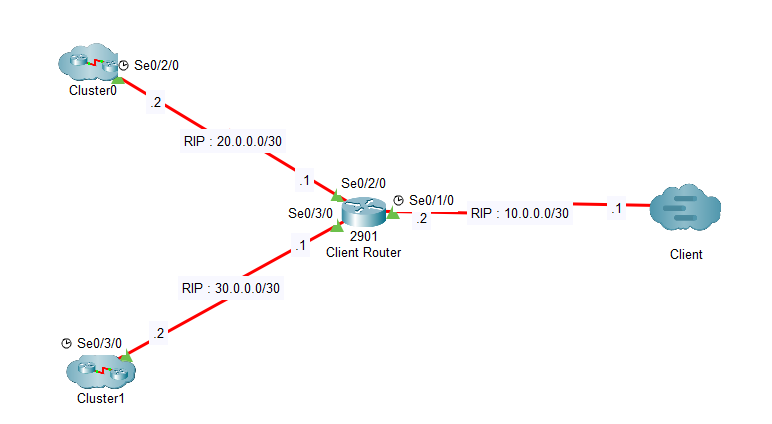 Se0/2/0
Cluster0
.2
RIP : 20.0.0.0/30
.1
Se0/2/0
Se0/1/0
Se0/3/0
.2
RIP : 10.0.0.0/30
.1
2901
Client Router
.1
Client
RIP : 30.0.0.0/30
.2
Se0/3/0
Cluster1